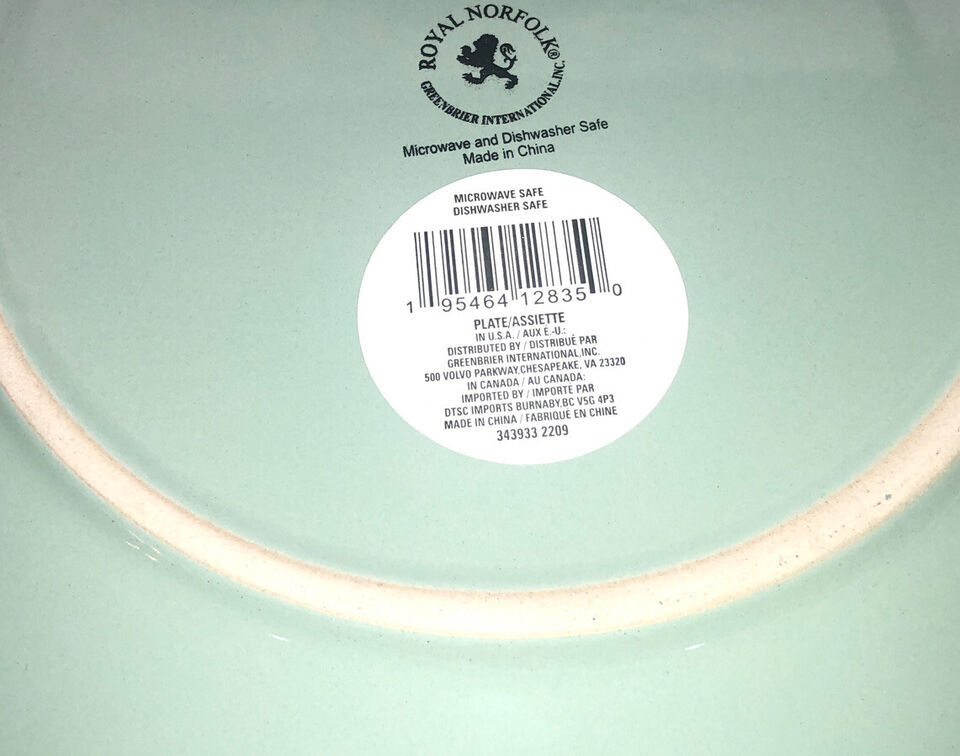 ROYAL NORFOLK®
GREENBRIER INTERNATIONAL, INC.
Microwave and Dishwasher Safe
Made in China
MICROWAVE SAFE
DISHWASHER SAFE
1 95464 12835 0
PLATE/ASSIETTE
IN U.S.A. / AUX E.-U.:
DISTRIBUTED BY / DISTRIBUÉ PAR
GREENBRIER INTERNATIONAL,INC.
500 VOLVO PARKWAY,CHESAPEAKE, VA 23320
IN CANADA / AU CANADA:
IMPORTED BY / IMPORTÉ PAR
DTSC IMPORTS BURNABY,BC V5G 4P3
MADE IN CHINA / FABRIQUÉ EN CHINE
343933 2209